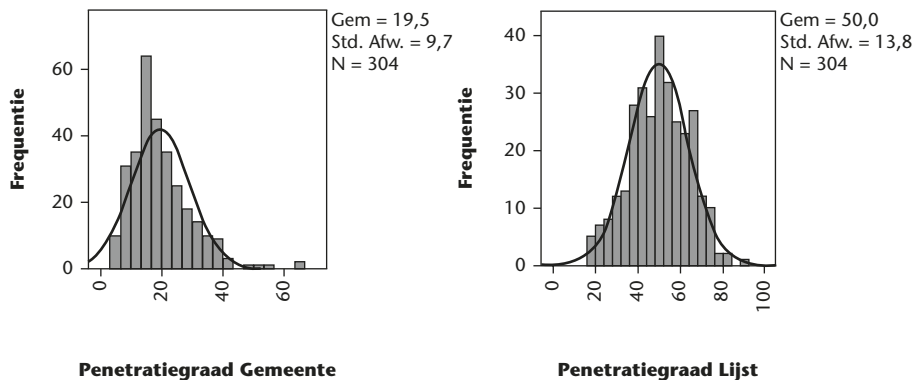 Gem = 19,5
Std. Afw. = 9,7
N = 304
Frequentie
60
40
20
0
0
20
40
60
Penetratiegraad Gemeente
Gem = 50,0
Std. Afw. = 13,8
N = 304
Frequentie
40
30
20
10
0
0
20
40
60
80
100
Penetratiegraad Lijst